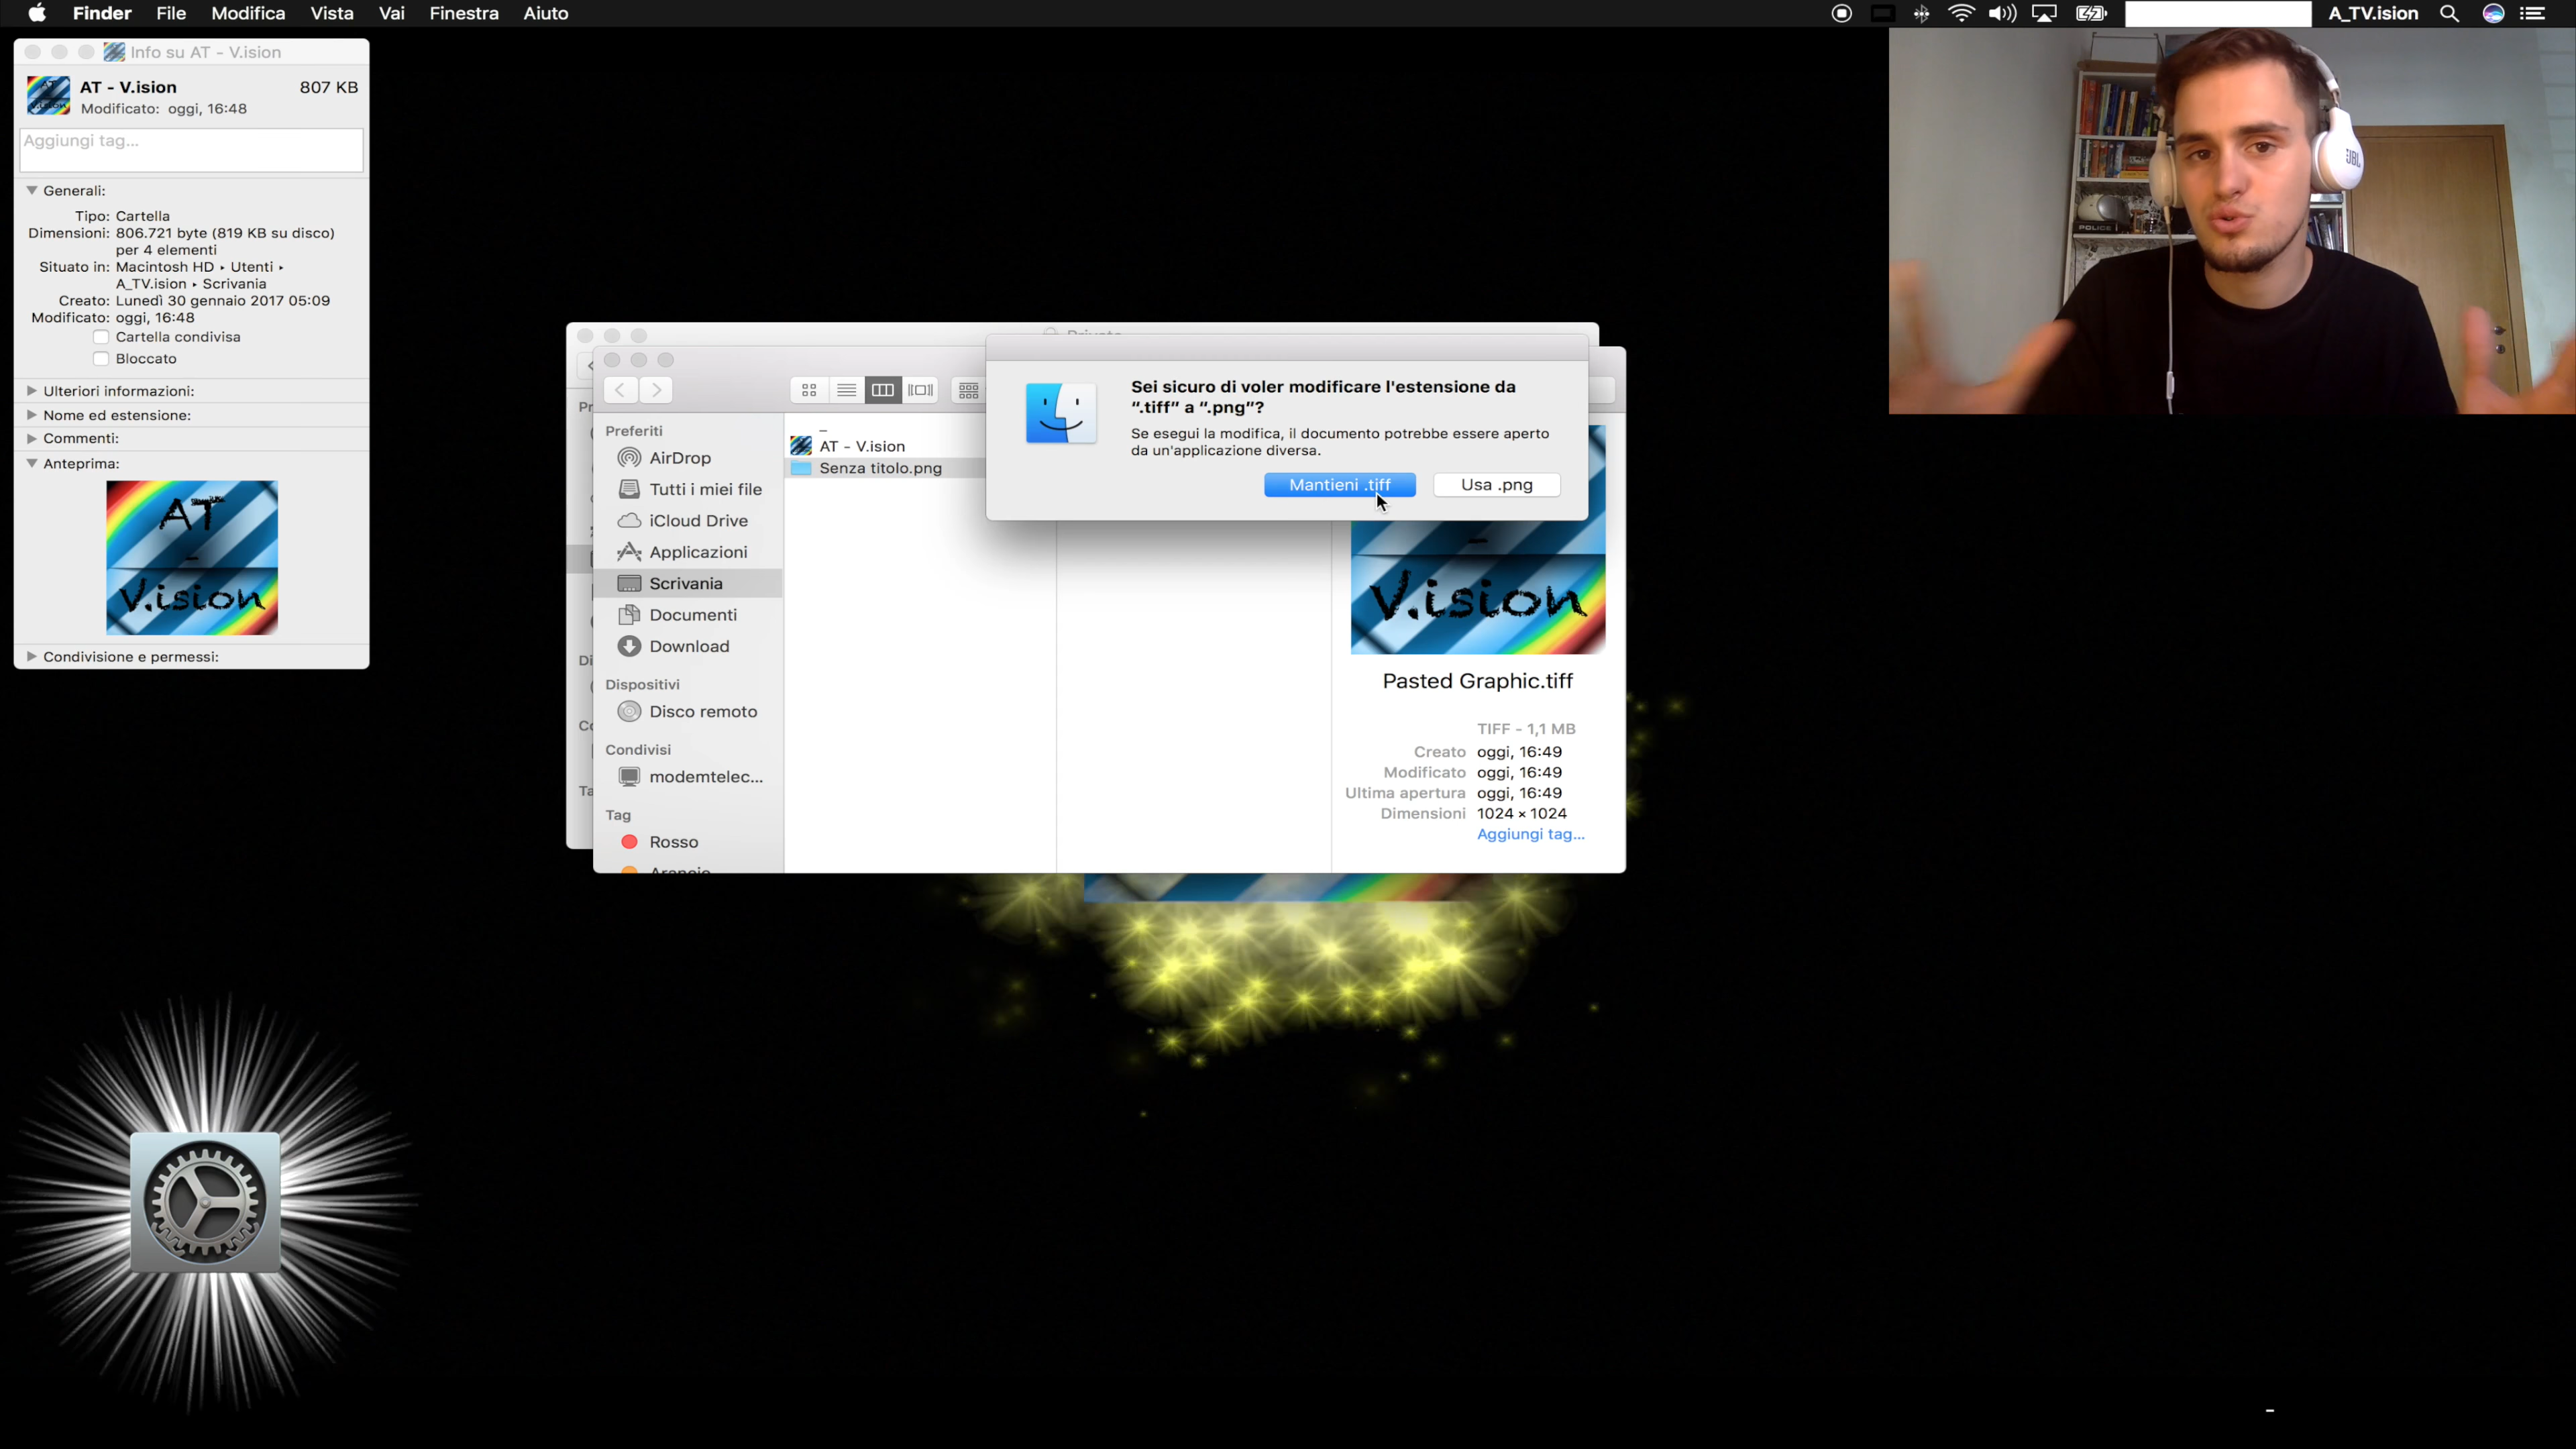 Finder File Modifica Vista Vai Finestra Aiuto
A_TV.ision
Info su AT - V.ision
AT - V.ision 807 KB
Modificato: oggi, 16:48
Aggiungi tag...
Generali:
Tipo: Cartella
Dimensioni: 806.721 byte (819 KB su disco)
per 4 elementi
Situato in: Macintosh HD ▸ Utenti ▸
A_TV.ision ▸ Scrivania
Creato: Lunedì 30 gennaio 2017 05:09
Modificato: oggi, 16:48
Cartella condivisa
Bloccato
Ulteriori informazioni:
Nome ed estensione:
Commenti:
Anteprima:
AT
-
V.ision
Condivisione e permessi:
Sei sicuro di voler modificare l'estensione da
“.tiff” a “.png”?
Se esegui la modifica, il documento potrebbe essere aperto
da un'applicazione diversa.
Mantieni .tiff Usa .png
Preferiti
AirDrop
Tutti i miei file
iCloud Drive
Applicazioni
Scrivania
Documenti
Download
Dispositivi
Disco remoto
Condivisi
modemtelec...
Tag
Rosso
Arancio
–
AT - V.ision
Senza titolo.png
-
V.ision
Pasted Graphic.tiff
TIFF - 1,1 MB
Creato oggi, 16:49
Modificato oggi, 16:49
Ultima apertura oggi, 16:49
Dimensioni 1024 × 1024
Aggiungi tag...
JBL
POLICE
-